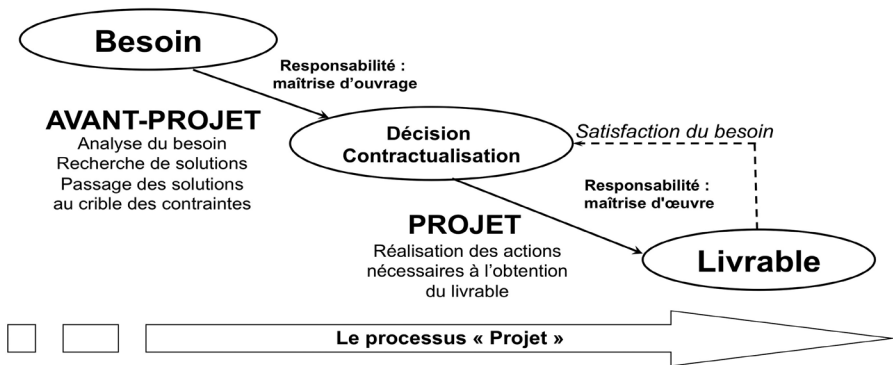 Besoin
Responsabilité :
maîtrise d'ouvrage
AVANT-PROJET
Analyse du besoin
Recherche de solutions
Passage des solutions
au crible des contraintes
Décision
Contractualisation
Satisfaction du besoin
Responsabilité :
maîtrise d'œuvre
PROJET
Réalisation des actions
nécessaires à l'obtention
du livrable
Livrable
Le processus « Projet »